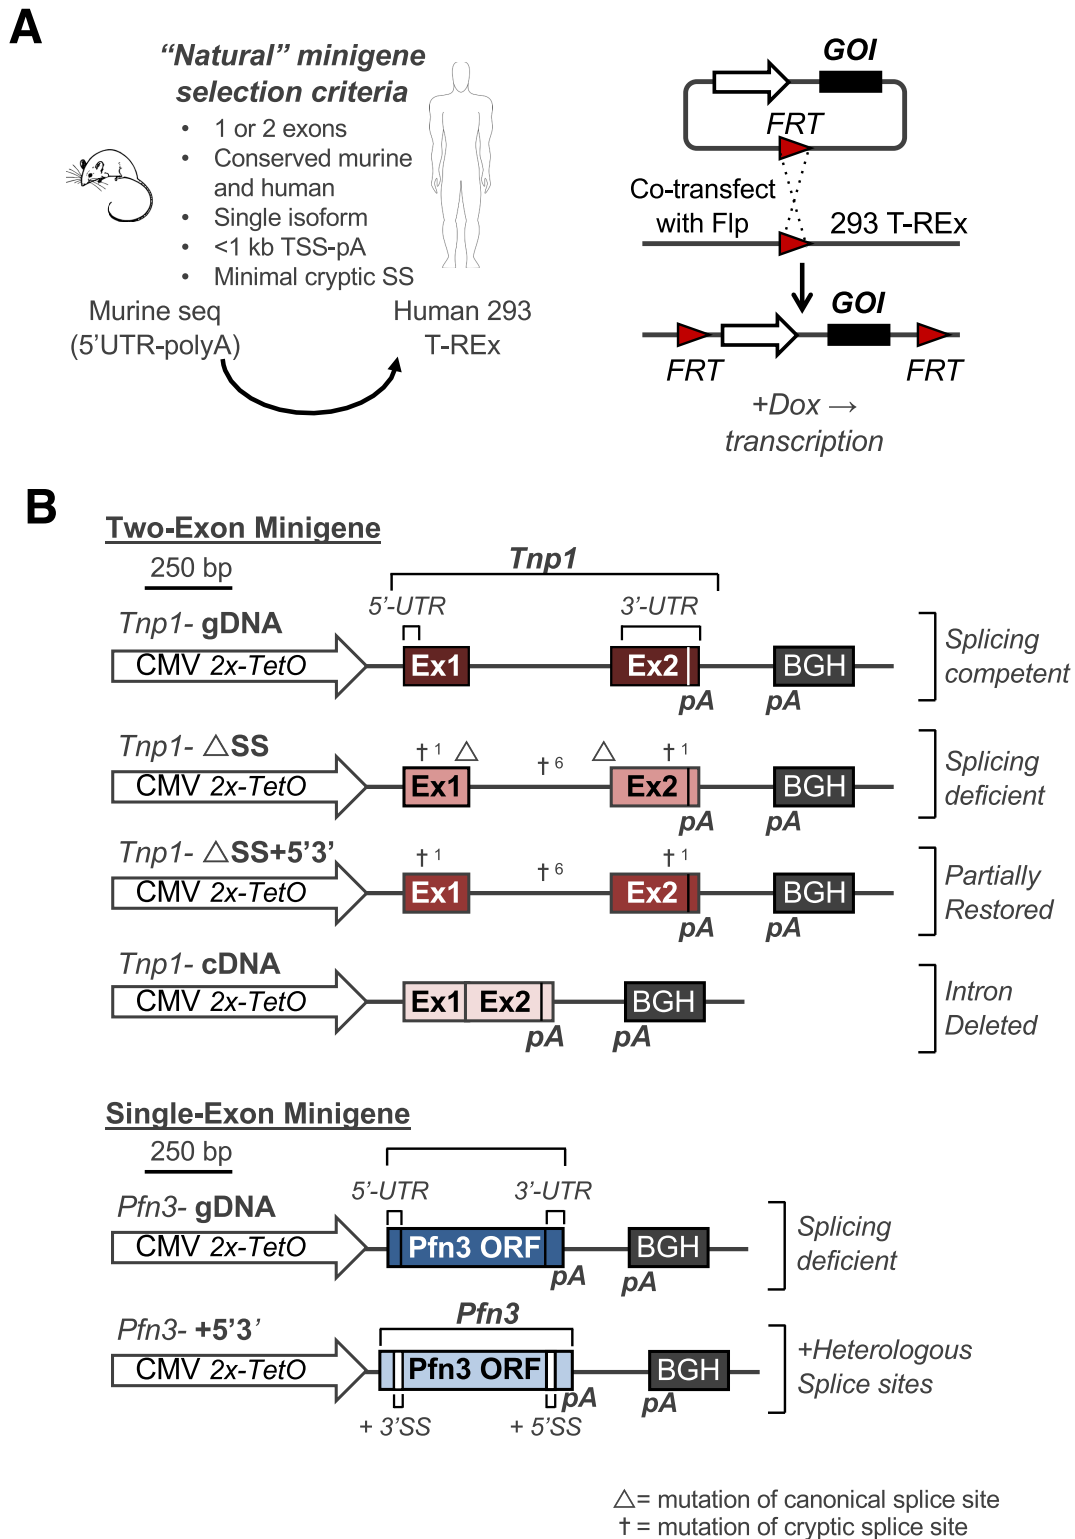 A
“Natural” minigene
selection criteria
• 1 or 2 exons
• Conserved murine
and human
• Single isoform
• <1 kb TSS-pA
• Minimal cryptic SS
Murine seq
(5’UTR-polyA)
Human 293
T-REx
GOI
FRT
Co-transfect
with Flp
293 T-REx
GOI
FRT
FRT
+Dox →
transcription
B
Two-Exon Minigene
250 bp
Tnp1
5’-UTR
3’-UTR
Tnp1- gDNA
CMV 2x-TetO
Ex1
Ex2
pA
BGH
pA
Splicing
competent
Tnp1- △SS
CMV 2x-TetO
† 1
△
† 6
△
† 1
Ex1
Ex2
pA
BGH
pA
Splicing
deficient
Tnp1- △SS+5’3’
CMV 2x-TetO
† 1
† 6
† 1
Ex1
Ex2
pA
BGH
pA
Partially
Restored
Tnp1- cDNA
CMV 2x-TetO
Ex1
Ex2
pA
BGH
pA
Intron
Deleted
Single-Exon Minigene
250 bp
5’-UTR
3’-UTR
Pfn3- gDNA
CMV 2x-TetO
Pfn3 ORF
pA
BGH
pA
Splicing
deficient
Pfn3- +5’3’
CMV 2x-TetO
Pfn3
Pfn3 ORF
pA
BGH
pA
+ 3’SS
+ 5’SS
+Heterologous
Splice sites
△= mutation of canonical splice site
† = mutation of cryptic splice site